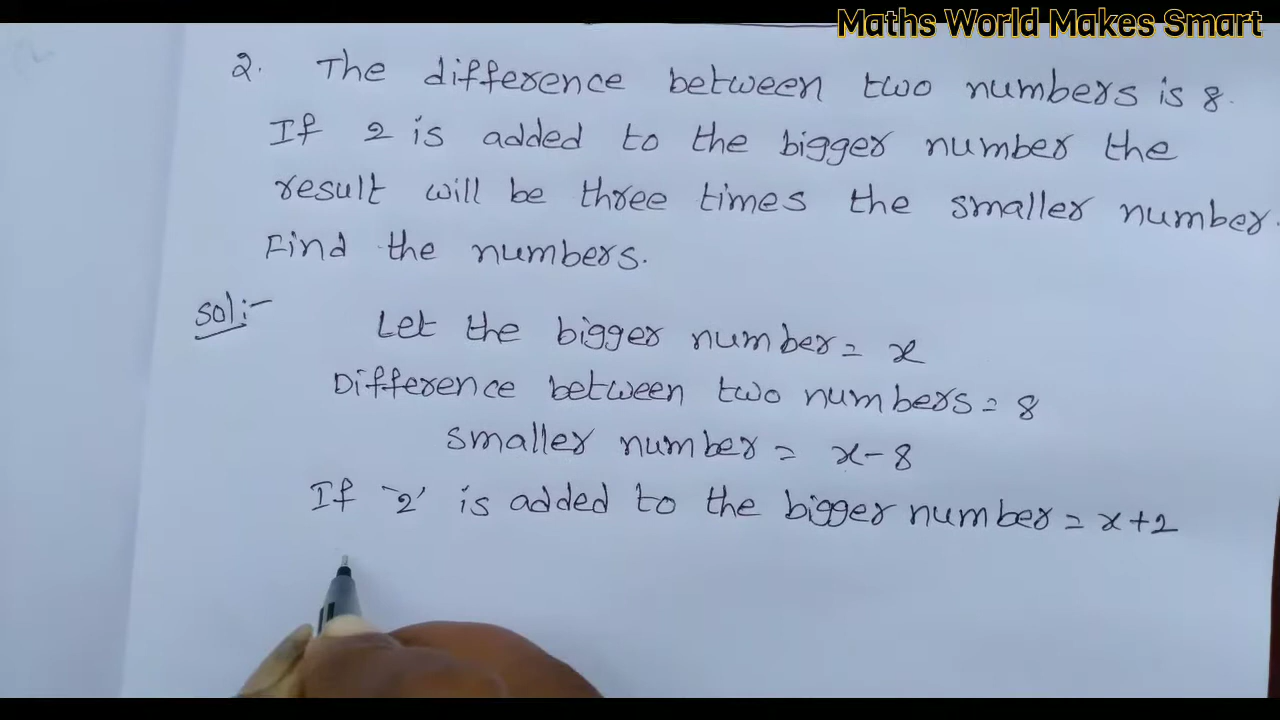 Maths World Makes Smart
2. The difference between two numbers is 8.
If 2 is added to the bigger number the
result will be three times the smaller number.
Find the numbers.
Sol:-
Let the bigger number = x
Difference between two numbers = 8
smaller number = x-8
If '2' is added to the bigger number = x+2